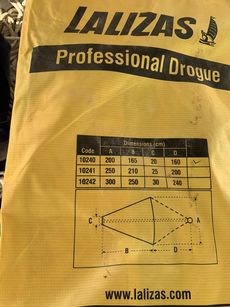 LALIZAS
Professional Drogue
Dimensions (cm)
Code A B C D
10240 200 165 20 160
10241 250 210 25 200
10242 300 250 30 240
C A
B D
www.lalizas.com